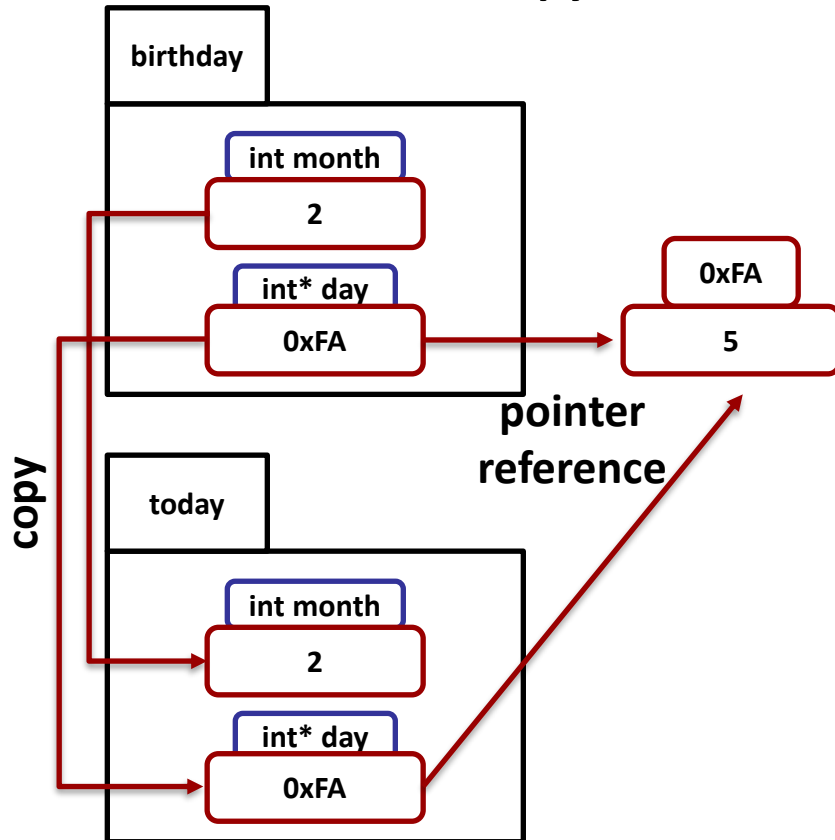 birthday
int month
2
int* day
0xFA
0xFA
5
pointer
reference
copy
today
int month
2
int* day
0xFA